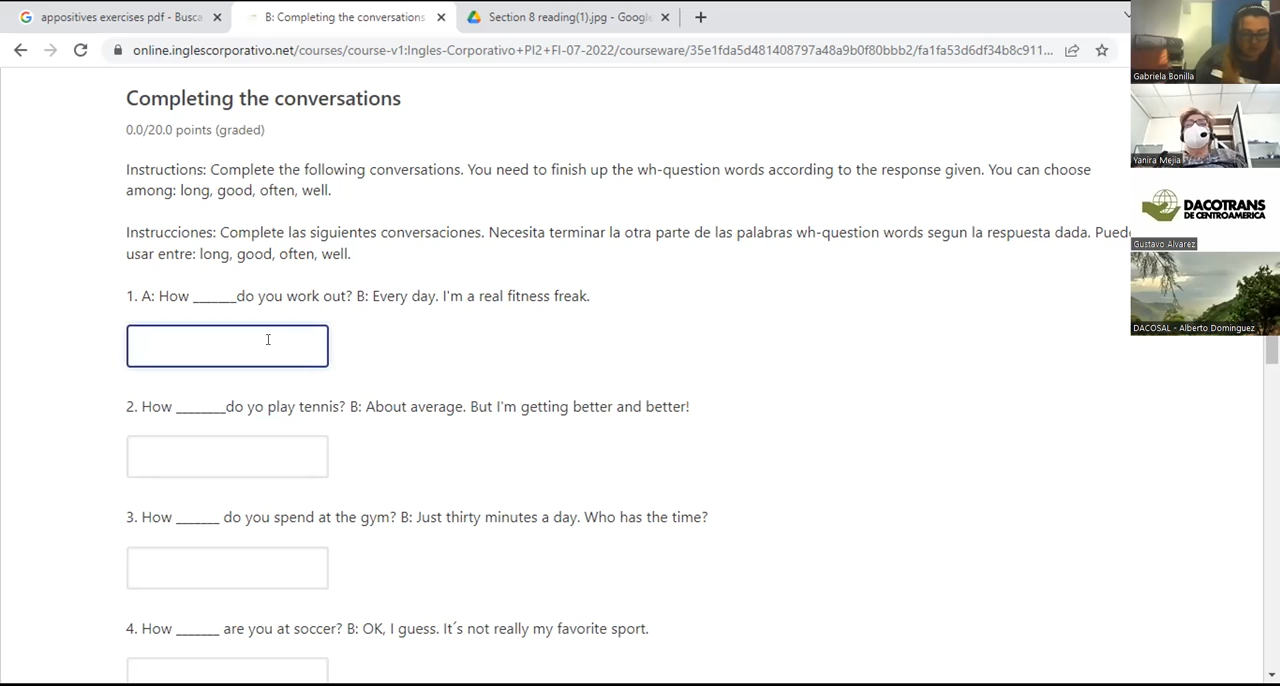 appositives exercises pdf - Busca
B: Completing the conversations
Section 8 reading(1).jpg - Google
online.inglescorporativo.net/courses/course-v1:Ingles-Corporativo+PI2+FI-07-2022/courseware/35e1fda5d481408797a48a9b0f80bbb2/fa1fa53d6df34b8c911...
Completing the conversations
0.0/20.0 points (graded)
Instructions: Complete the following conversations. You need to finish up the wh-question words according to the response given. You can choose
among: long, good, often, well.
Instrucciones: Complete las siguientes conversaciones. Necesita terminar la otra parte de las palabras wh-question words segun la respuesta dada. Pued
usar entre: long, good, often, well.
1. A: How _______do you work out? B: Every day. I'm a real fitness freak.
2. How ________do yo play tennis? B: About average. But I'm getting better and better!
3. How _______ do you spend at the gym? B: Just thirty minutes a day. Who has the time?
4. How _______ are you at soccer? B: OK, I guess. It´s not really my favorite sport.
Gabriela Bonilla
Yanira Mejia
DACOTRANS
DE CENTROAMERICA
Gustavo Alvarez
DACOSAL - Alberto Dominguez